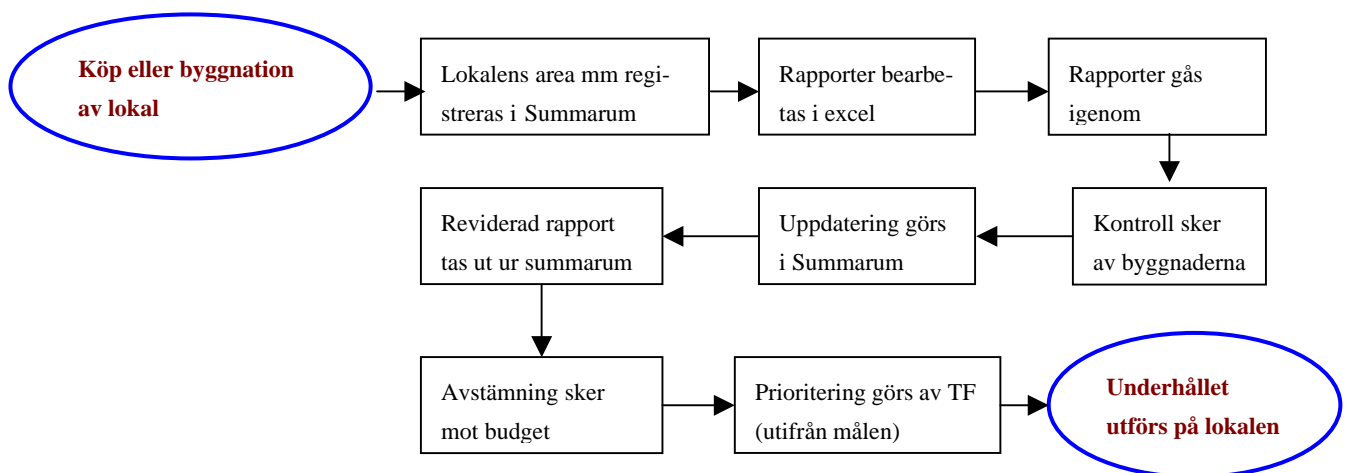 Köp eller byggnation
av lokal
Lokalens area mm regi-
streras i Summarum
Rapporter bearbe-
tas i excel
Rapporter gås
igenom
Kontroll sker
av byggnaderna
Uppdatering görs
i Summarum
Reviderad rapport
tas ut ur summarum
Avstämning sker
mot budget
Prioritering görs av TF
(utifrån målen)
Underhållet
utförs på lokalen